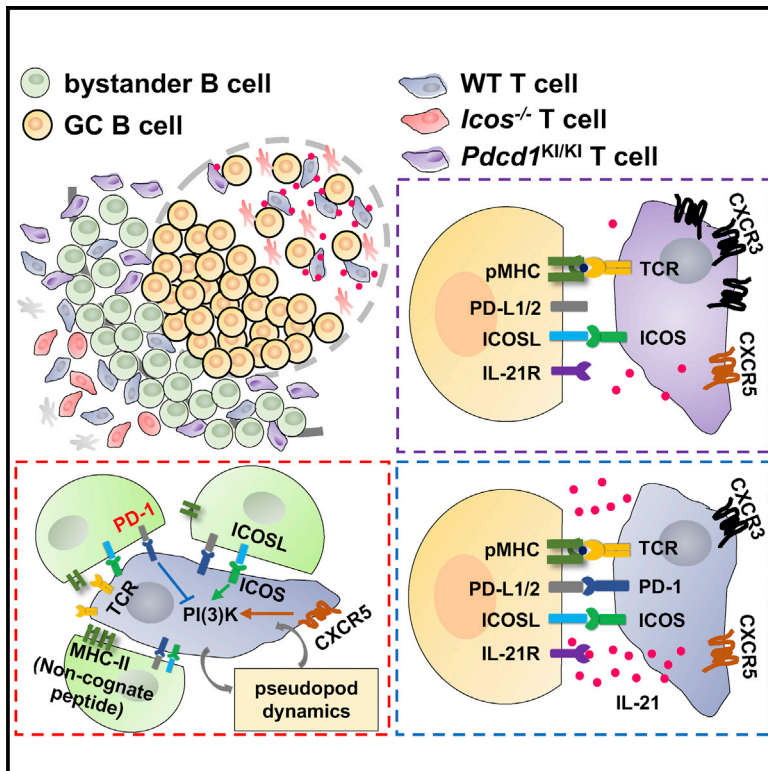 bystander B cell
GC B cell
WT T cell
Icos-/- T cell
Pdcd1KI/KI T cell
CXCR3
pMHC
TCR
PD-L1/2
ICOSL
ICOS
IL-21R
CXCR5
PD-1
ICOSL
TCR
ICOS
PI(3)K
CXCR5
MHC-II
(Non-cognate
peptide)
pseudopod
dynamics
CXCR3
pMHC
TCR
PD-L1/2
PD-1
ICOSL
ICOS
IL-21R
CXCR5
IL-21